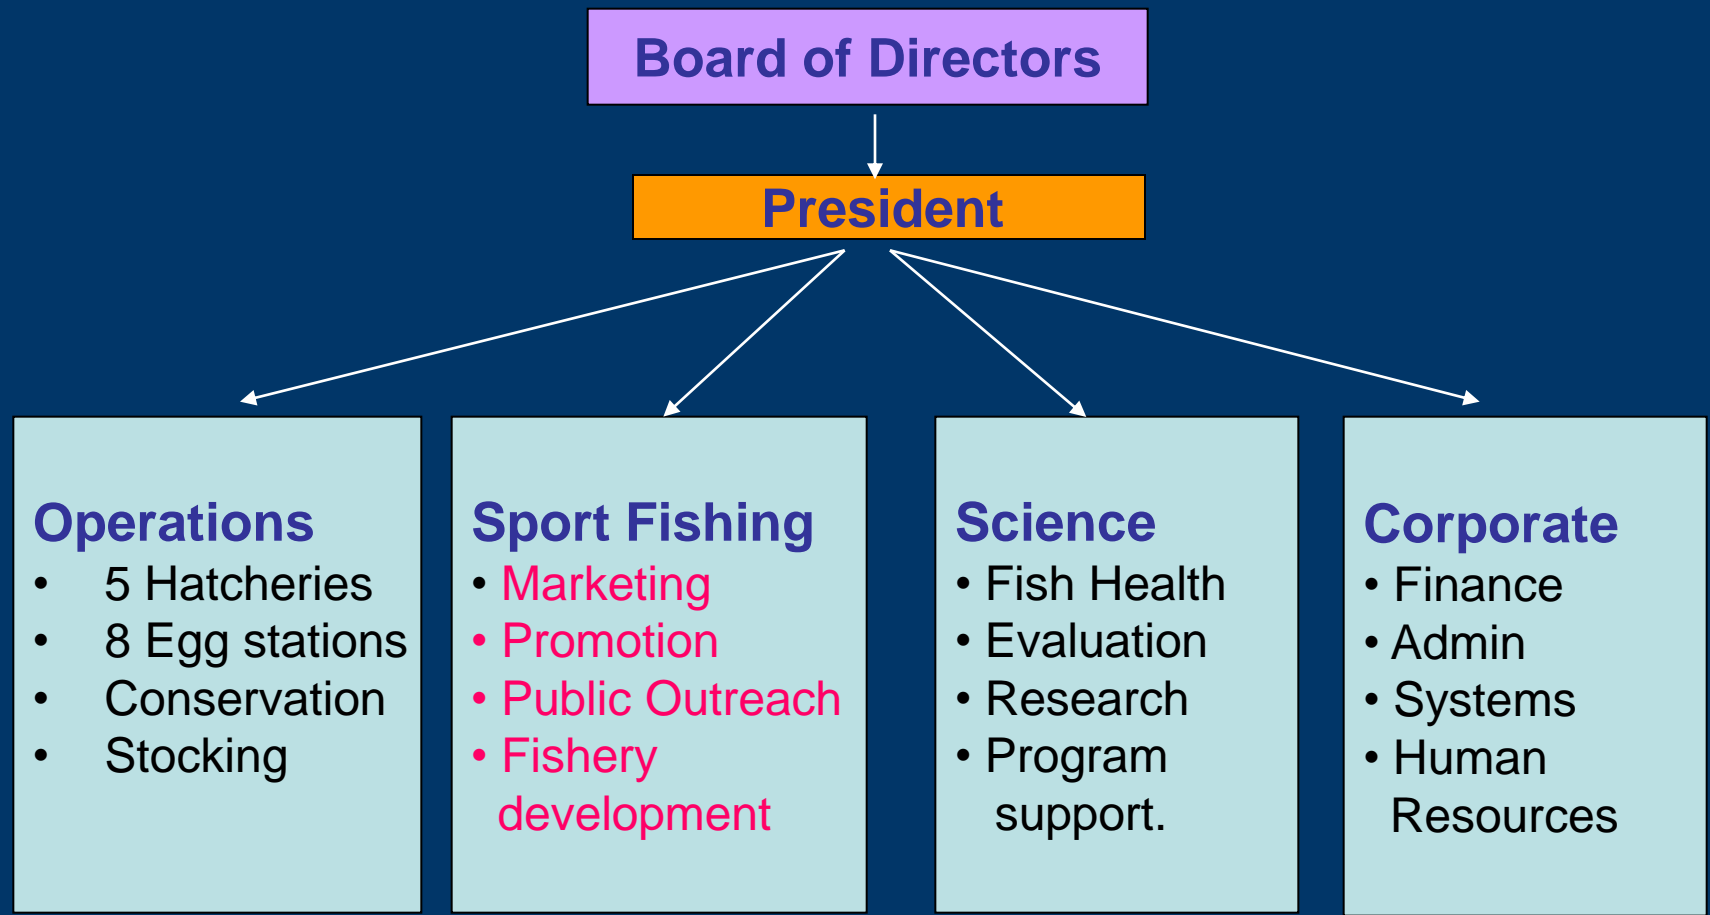 Board of Directors
President
Operations
• 5 Hatcheries
• 8 Egg stations
• Conservation
• Stocking
Sport Fishing
• Marketing
• Promotion
• Public Outreach
• Fishery
development
Science
• Fish Health
• Evaluation
• Research
• Program
support.
Corporate
• Finance
• Admin
• Systems
• Human
Resources